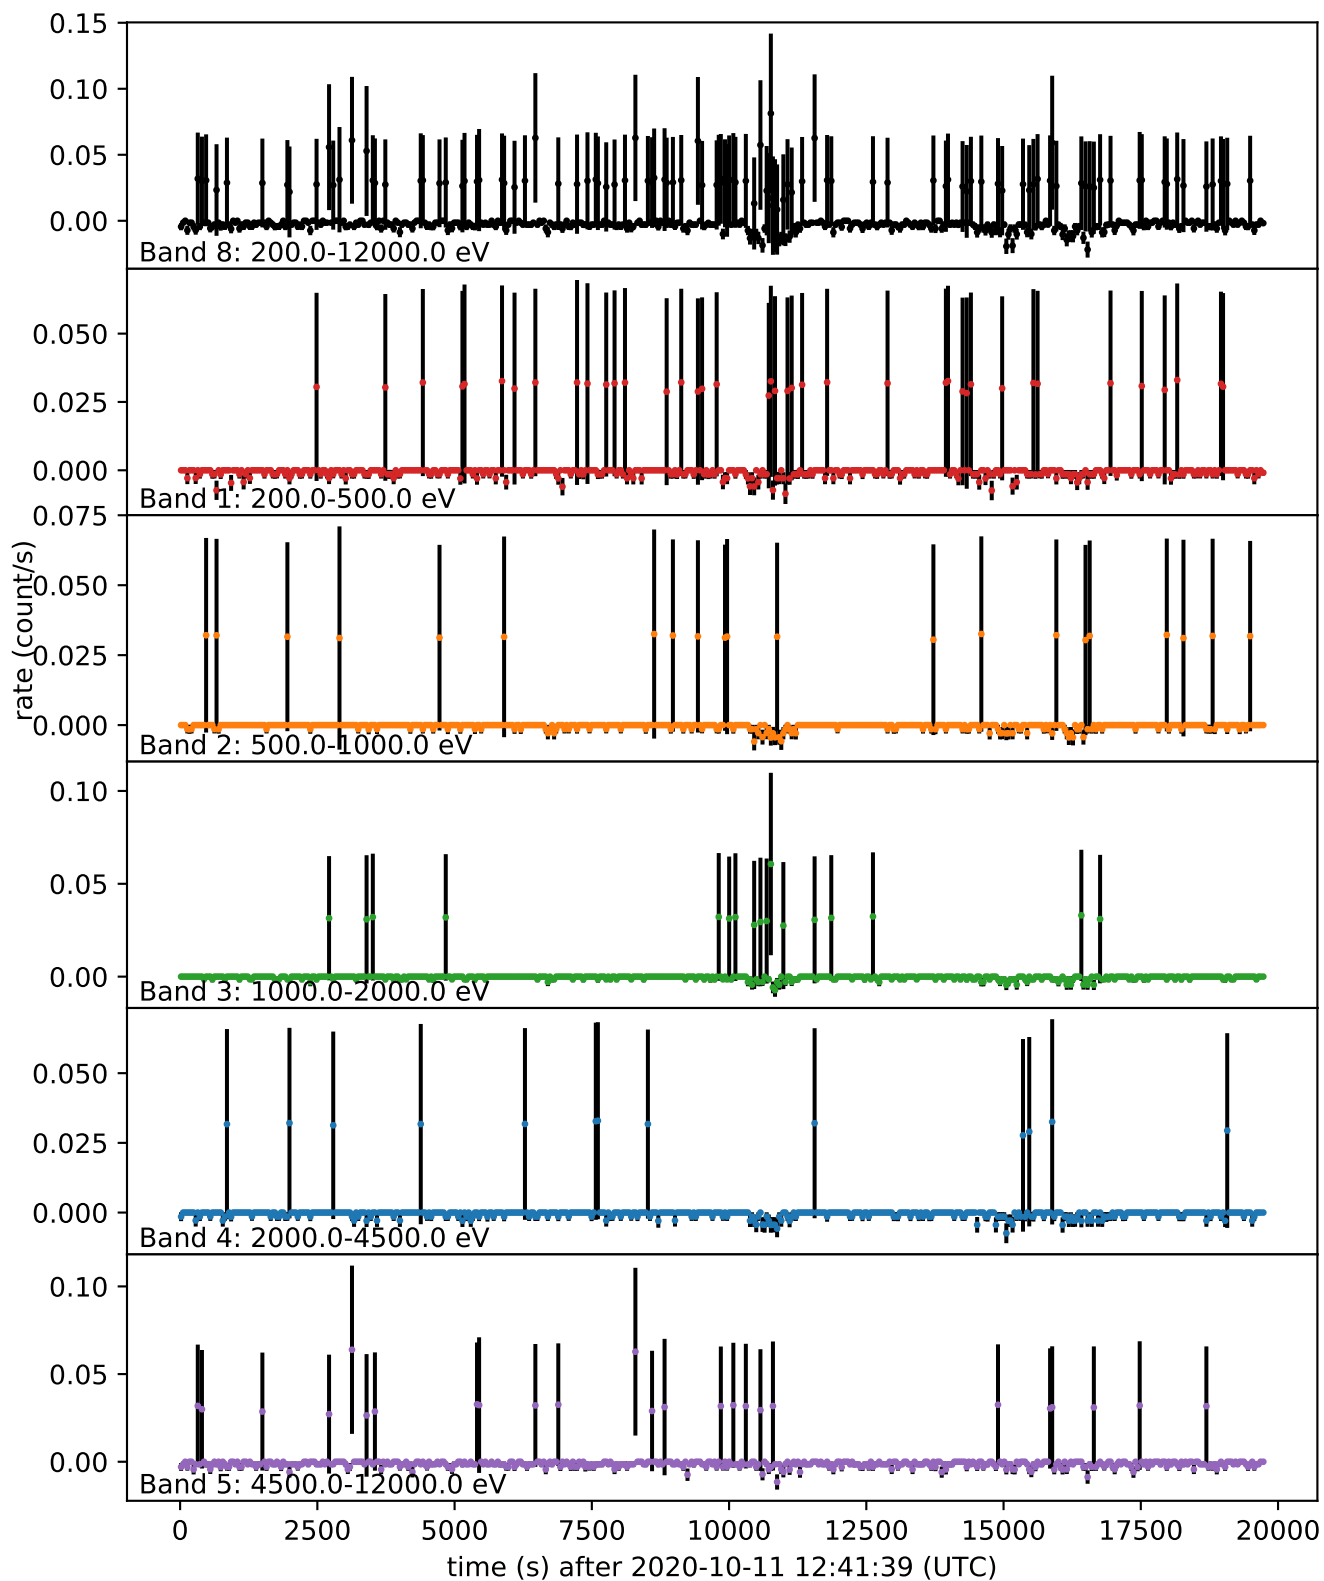 0.15
0.10
0.05
0.00
Band 8: 200.0-12000.0 eV
0.050
0.025
0.000
Band 1: 200.0-500.0 eV
rate (count/s)
0.075
0.050
0.025
0.000
Band 2: 500.0-1000.0 eV
0.10
0.05
0.00
Band 3: 1000.0-2000.0 eV
0.050
0.025
0.000
Band 4: 2000.0-4500.0 eV
0.10
0.05
0.00
Band 5: 4500.0-12000.0 eV
0 2500 5000 7500 10000 12500 15000 17500 20000
time (s) after 2020-10-11 12:41:39 (UTC)